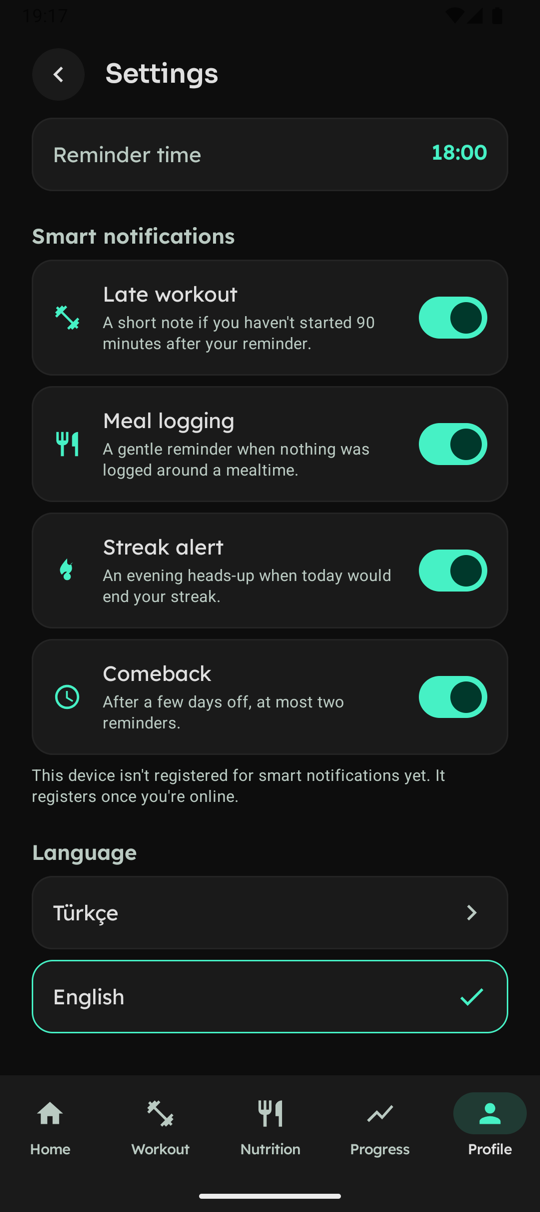 19:17
Settings
Reminder time
18:00
Smart notifications
Late workout
A short note if you haven't started 90
minutes after your reminder.
Meal logging
A gentle reminder when nothing was
logged around a mealtime.
Streak alert
An evening heads-up when today would
end your streak.
Comeback
After a few days off, at most two
reminders.
This device isn't registered for smart notifications yet. It
registers once you're online.
Language
Türkçe
English
Home
Workout
Nutrition
Progress
Profile